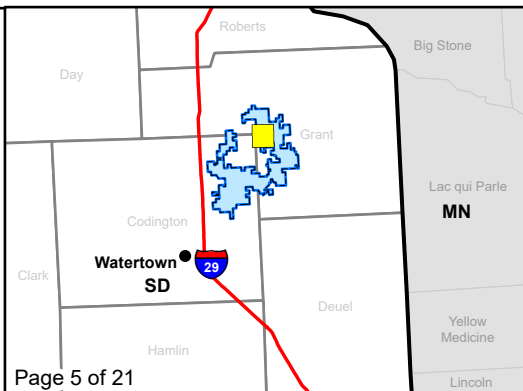 Roberts
Big Stone
Day
Grant
Lac qui Parle
MN
Codington
Watertown
29
SD
Clark
Deuel
Yellow
Medicine
Hamlin
Page 5 of 21
Lincoln